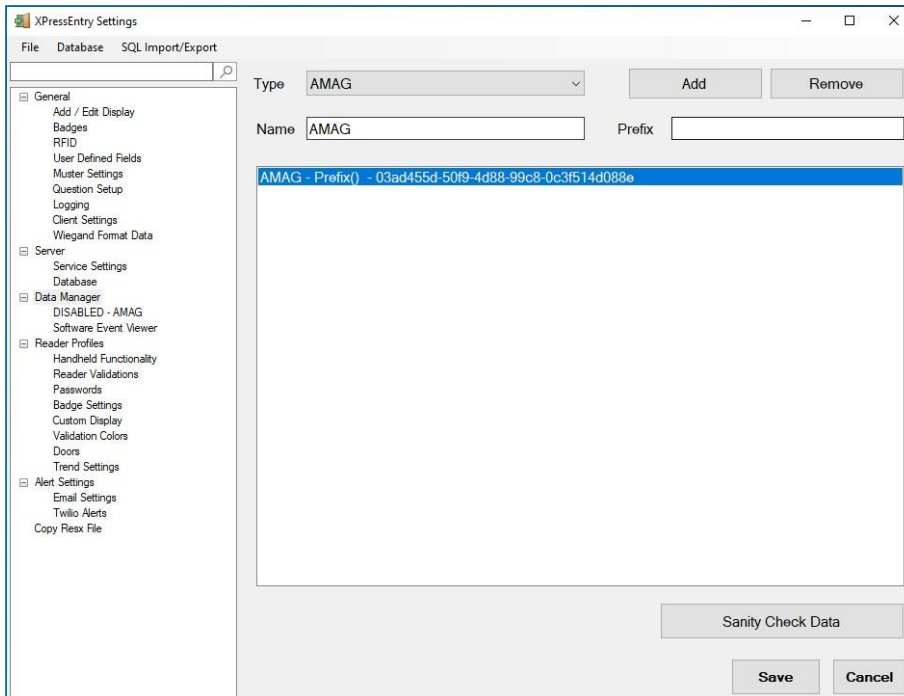 XPressEntry Settings
File Database SQL Import/Export
Type AMAG Add Remove
Name AMAG Prefix
AMAG - Prefix() - 03ad455d-50f9-4d88-99c8-0c3f514d088e
General
Add / Edit Display
Badges
RFID
User Defined Fields
Muster Settings
Question Setup
Logging
Client Settings
Wiegand Format Data
Server
Service Settings
Database
Data Manager
DISABLED - AMAG
Software Event Viewer
Reader Profiles
Handheld Functionality
Reader Validations
Passwords
Badge Settings
Custom Display
Validation Colors
Doors
Trend Settings
Alert Settings
Email Settings
Twilio Alerts
Copy Resx File
Sanity Check Data
Save Cancel